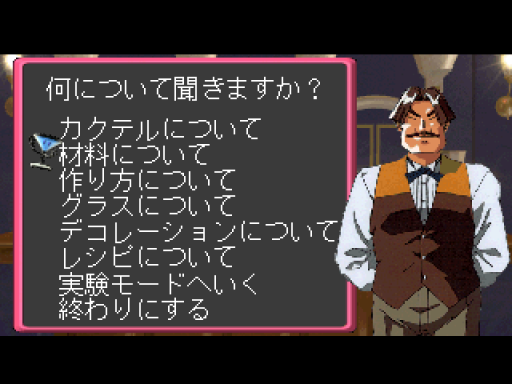 何について聞きますか？
カクテルについて
材料について
作り方について
グラスについて
デコレーションについて
レシピについて
実験モードへいく
終わりにする